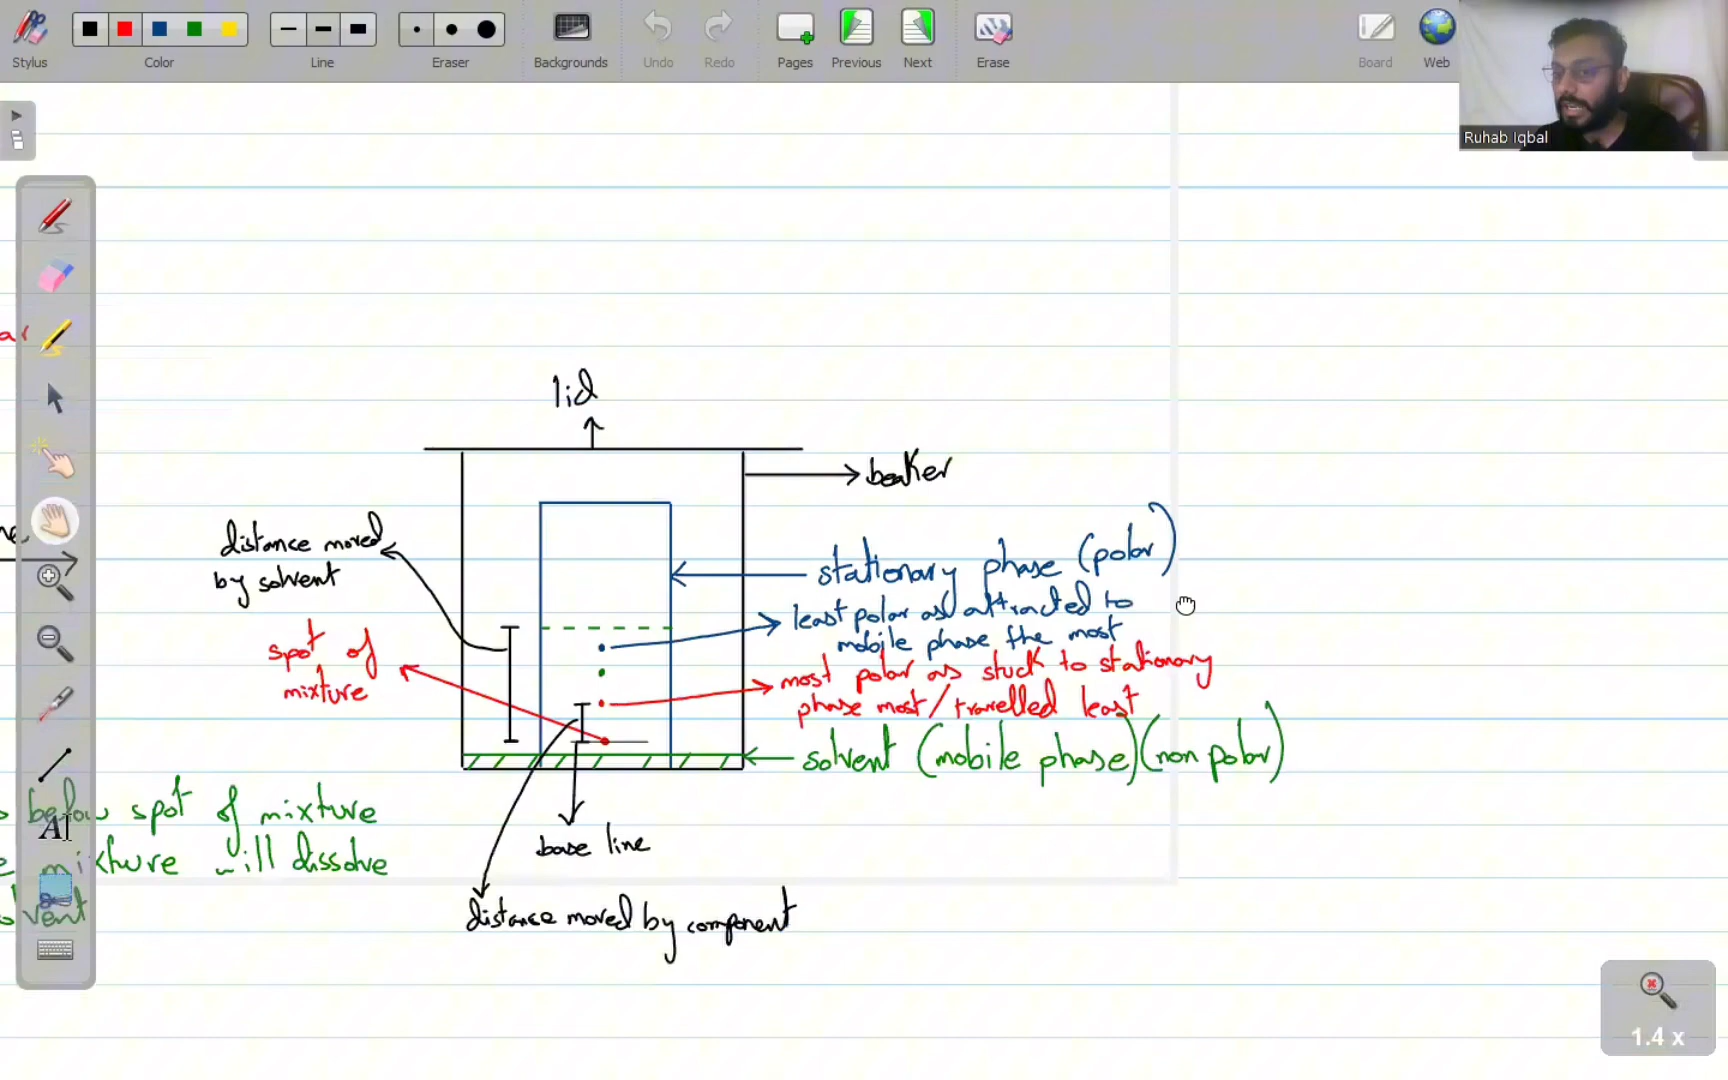 Stylus
Color
Line
Eraser
Backgrounds
Undo
Redo
Pages
Previous
Next
Erase
Board
Web
Ruhab Iqbal
lid
beaker
distance moved
by solvent
stationary phase (polar)
least polar as attracted to
mobile phase the most
spot of
mixture
most polar as stuck to stationary
phase most/travelled least
solvent (mobile phase)(non polar)
below spot of mixture
mixture will dissolve
base line
distance moved by component
1.4 x